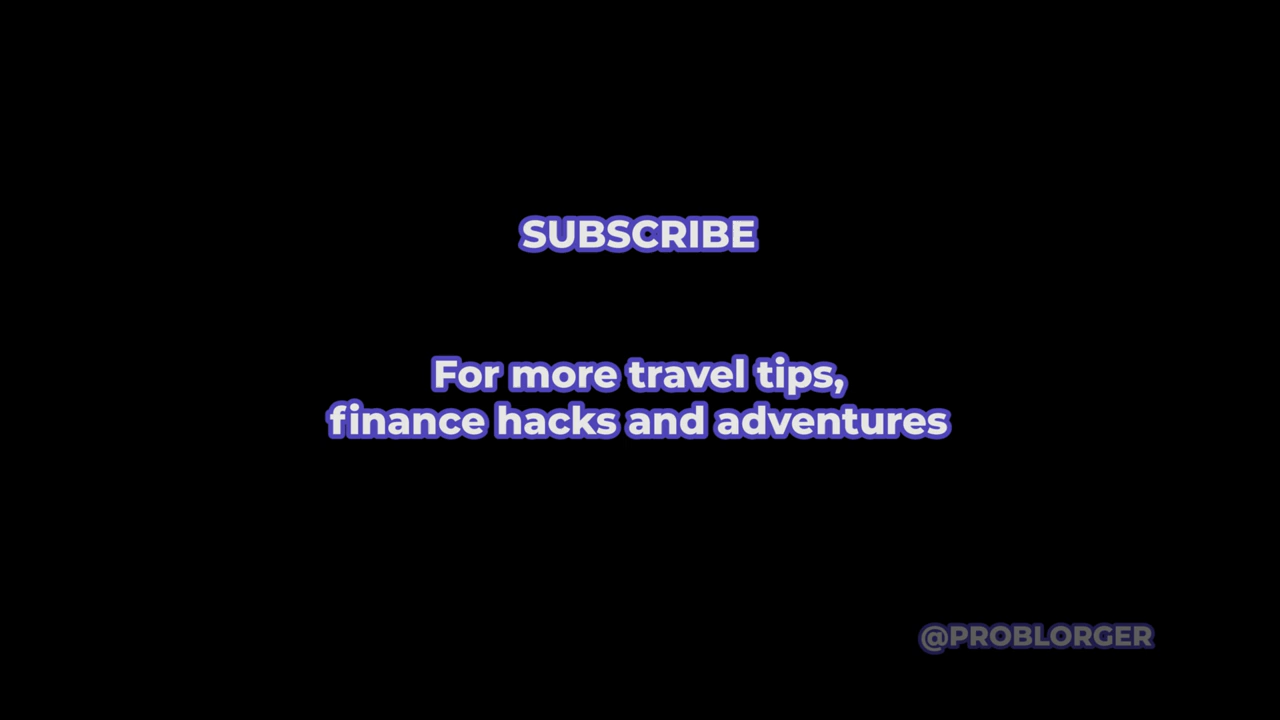 SUBSCRIBE
For more travel tips,
finance hacks and adventures
@PROBLORGER